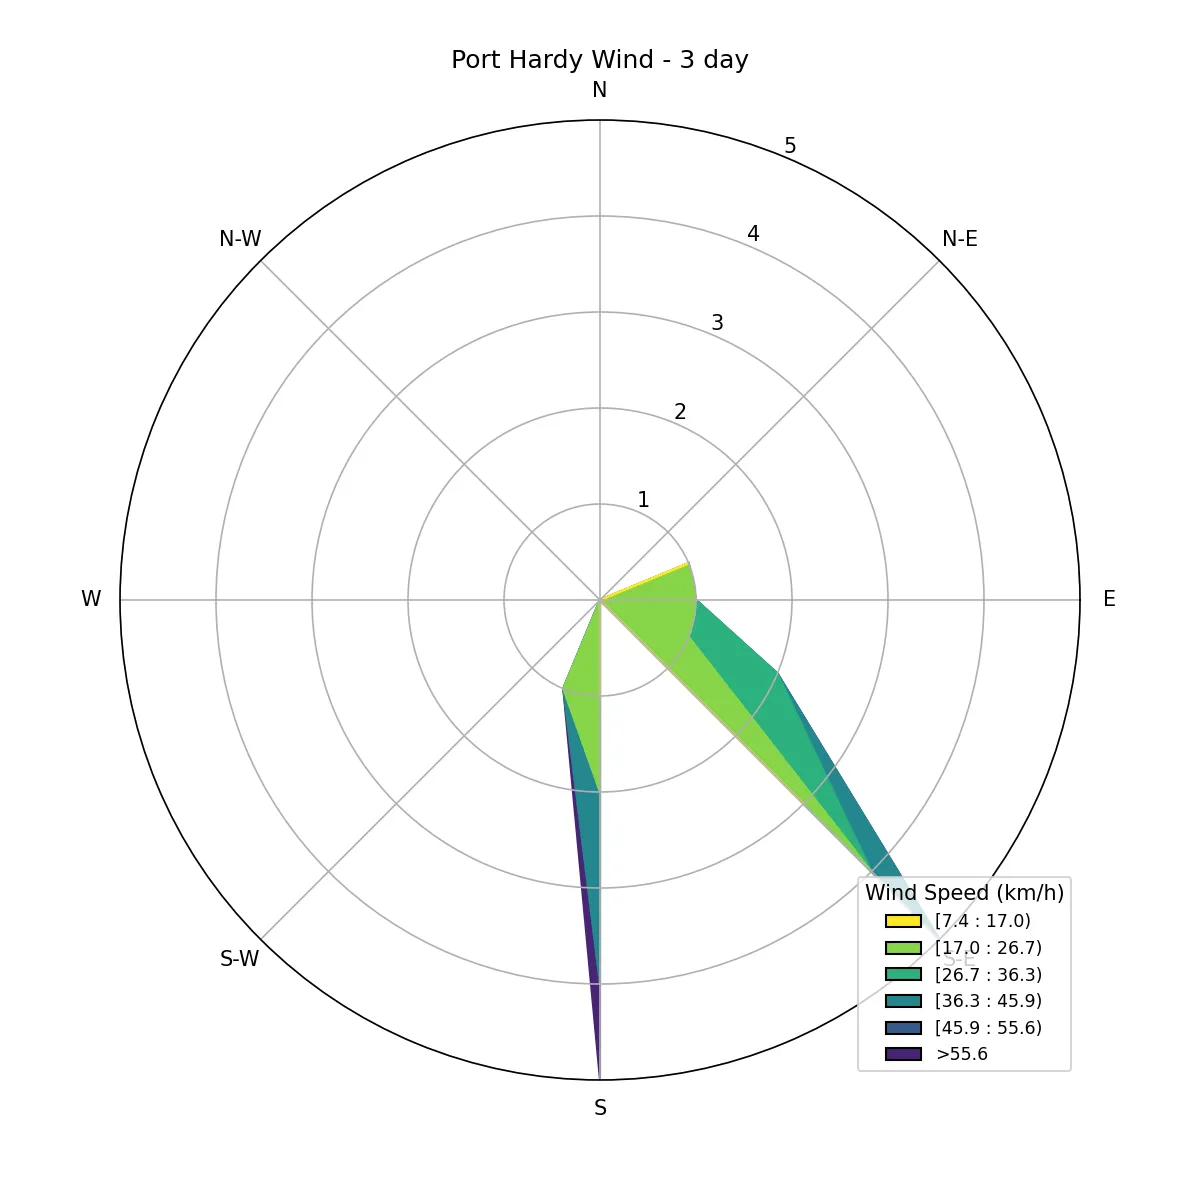 Port Hardy Wind - 3 day
N
5
N-W
4
N-E
3
2
1
W
E
Wind Speed (km/h)
[7.4 : 17.0)
[17.0 : 26.7)
[26.7 : 36.3)
[36.3 : 45.9)
[45.9 : 55.6)
>55.6
S-W
S-E
S